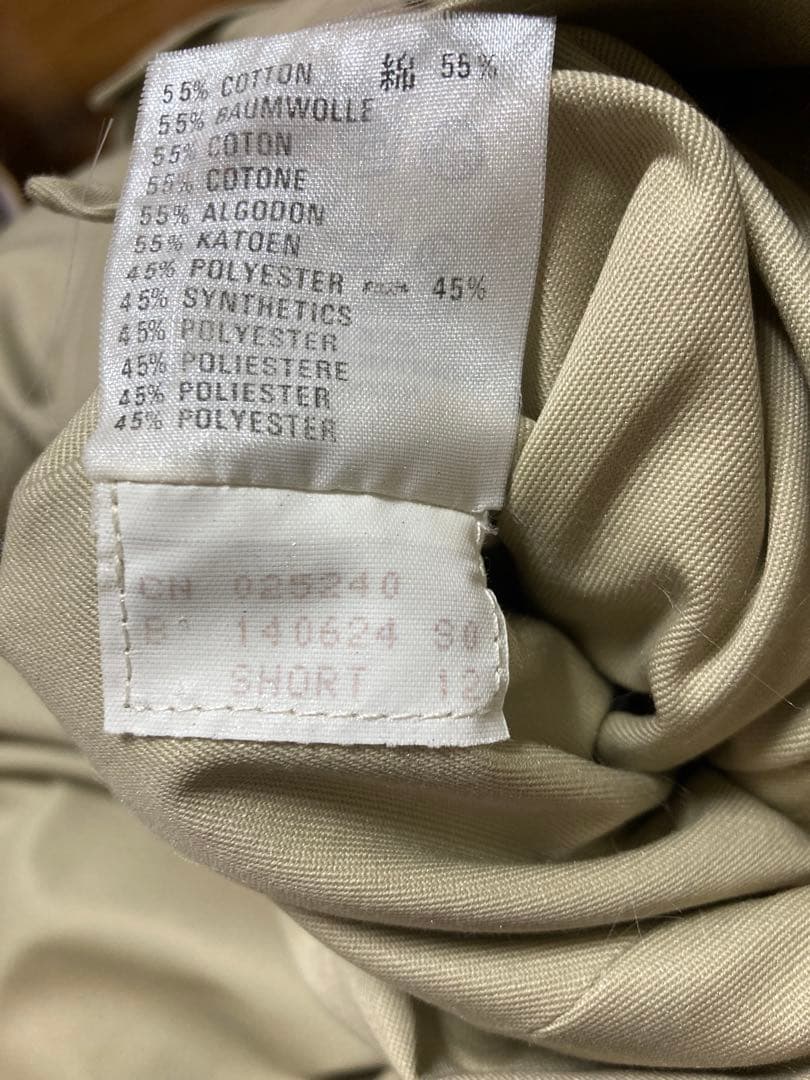 55% COTTON 綿 55%
55% BAUMWOLLE
55% COTON
55% COTONE
55% ALGODON
55% KATOEN
45% POLYESTER 45%
45% SYNTHETICS
45% POLYESTER
45% POLIESTERE
45% POLIESTER
45% POLYESTER
CN 025240
B 140624 90
SHORT 12